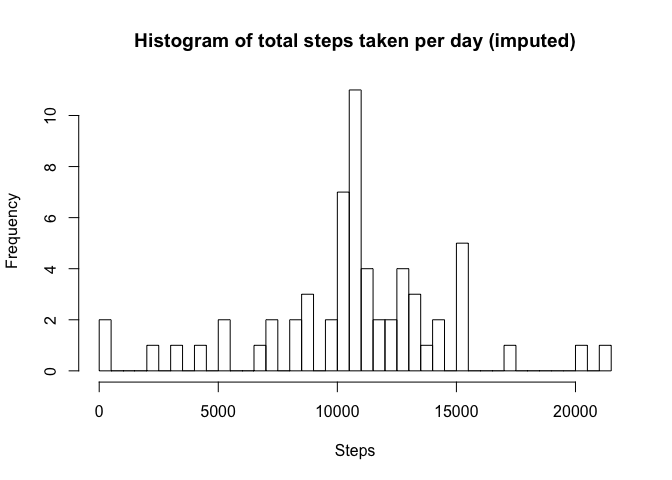 Histogram of total steps taken per day (imputed)
10
8
6
4
2
0
Frequency
0 5000 10000 15000 20000
Steps